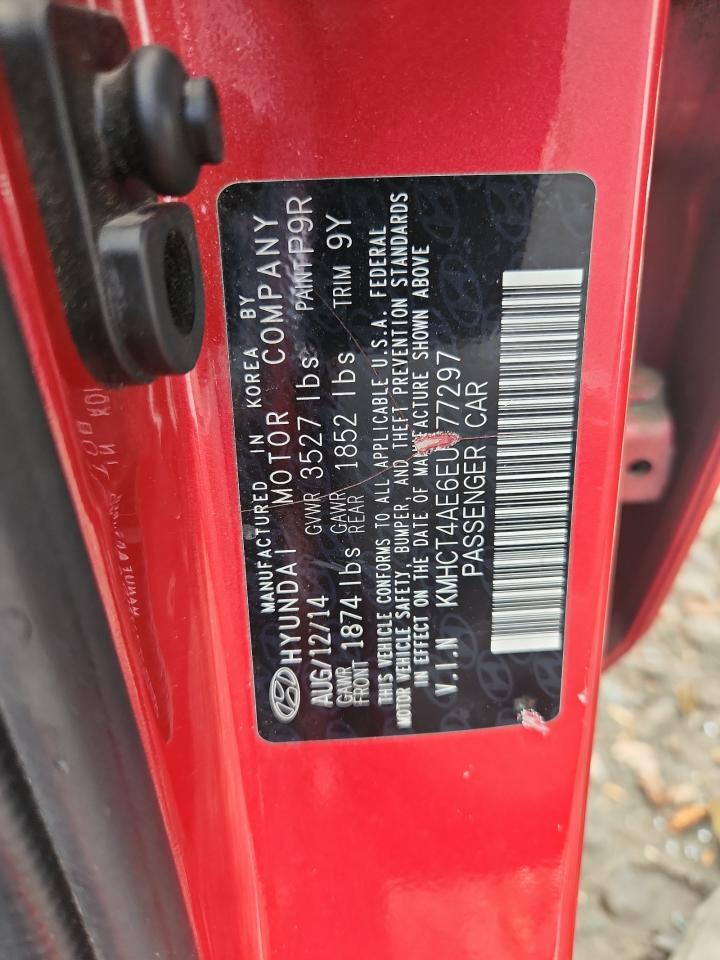 MANUFACTURED IN KOREA BY
HYUNDAI MOTOR COMPANY
AUG/12/14 GVWR 3527 lbs PAINT P9R
GAWR FRONT 1874 lbs GAWR REAR 1852 lbs TRIM 9Y
THIS VEHICLE CONFORMS TO ALL APPLICABLE U.S.A. FEDERAL
MOTOR VEHICLE SAFETY, BUMPER, AND THEFT PREVENTION STANDARDS
IN EFFECT ON THE DATE OF MANUFACTURE SHOWN ABOVE
V.I.N KMHCT4AE6EU 77297
PASSENGER CAR